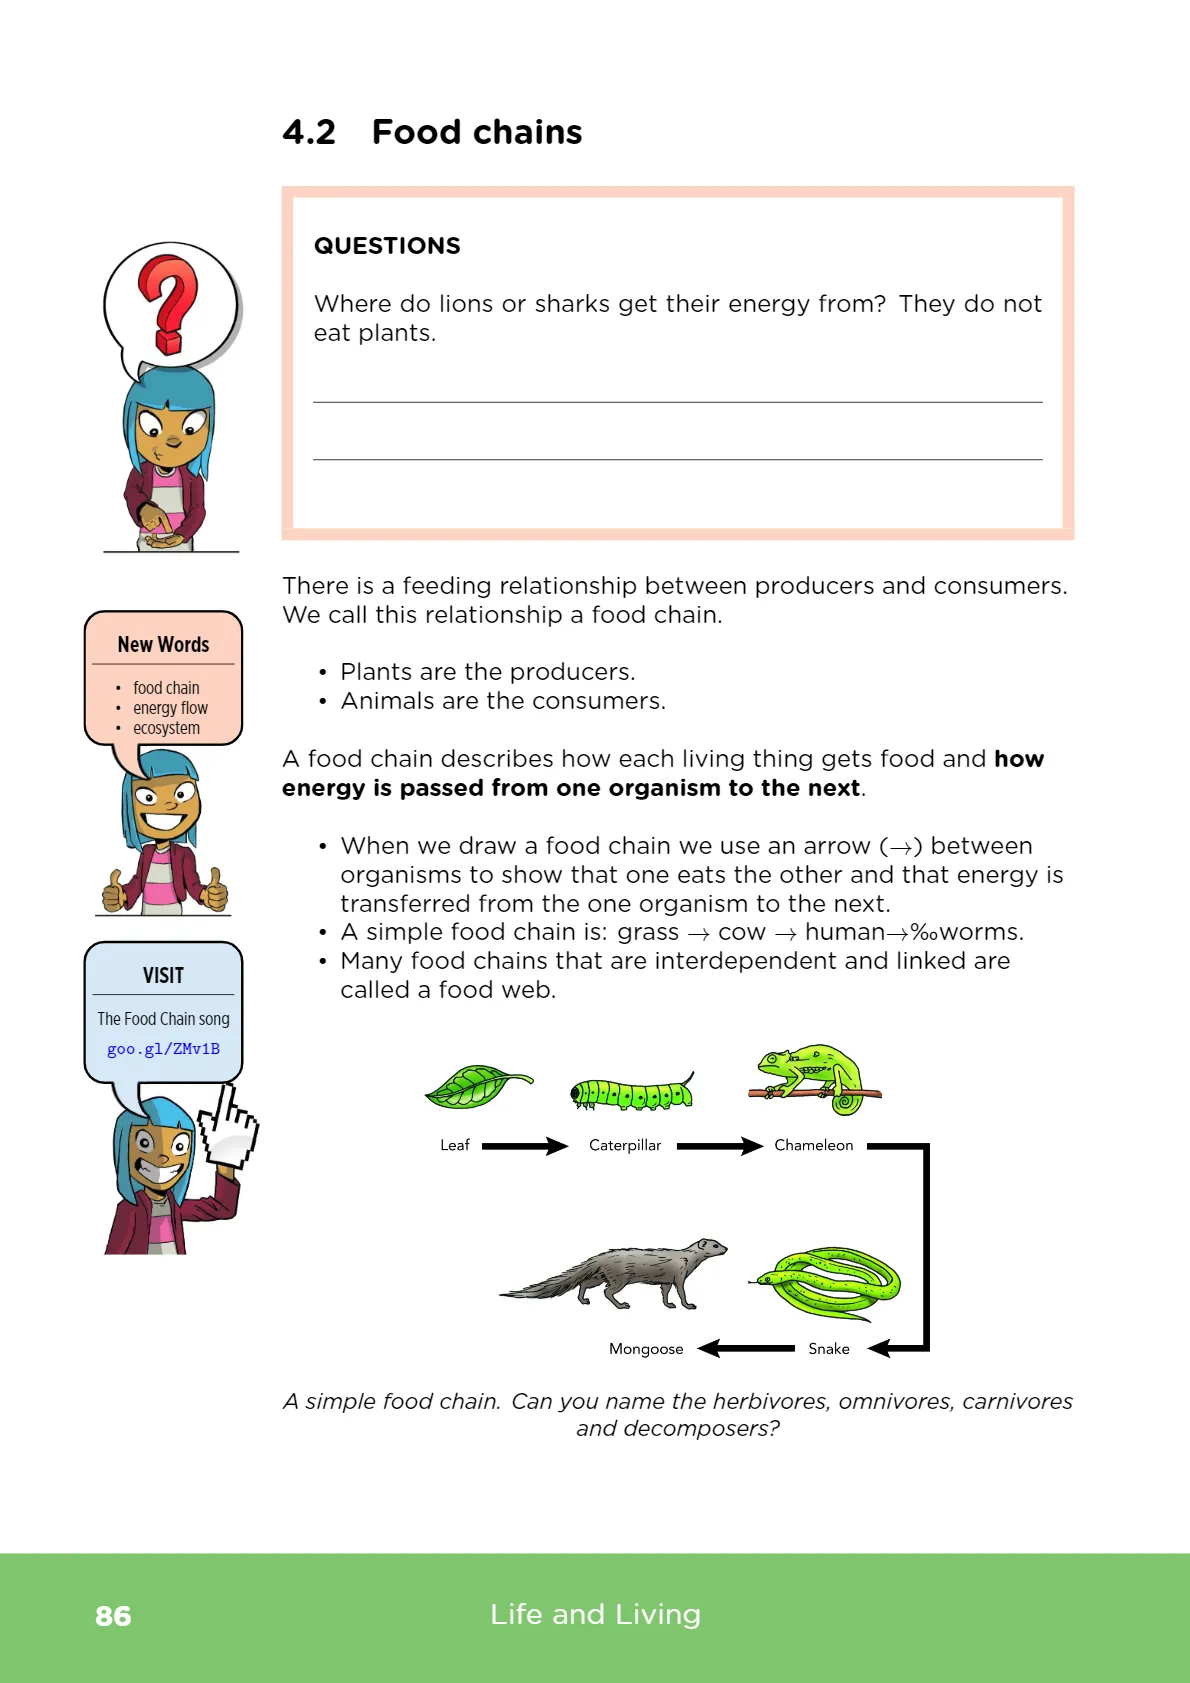 4.2 Food chains
QUESTIONS
Where do lions or sharks get their energy from? They do not
eat plants.
There is a feeding relationship between producers and consumers.
We call this relationship a food chain.
• Plants are the producers.
• Animals are the consumers.
New Words
• food chain
• energy flow
• ecosystem
A food chain describes how each living thing gets food and how
energy is passed from one organism to the next.
• When we draw a food chain we use an arrow (→) between
organisms to show that one eats the other and that energy is
transferred from the one organism to the next.
• A simple food chain is: grass → cow → human→‰worms.
• Many food chains that are interdependent and linked are
called a food web.
VISIT
The Food Chain song
goo.gl/ZMv1B
Leaf Caterpillar Chameleon
Mongoose Snake
A simple food chain. Can you name the herbivores, omnivores, carnivores
and decomposers?
86 Life and Living